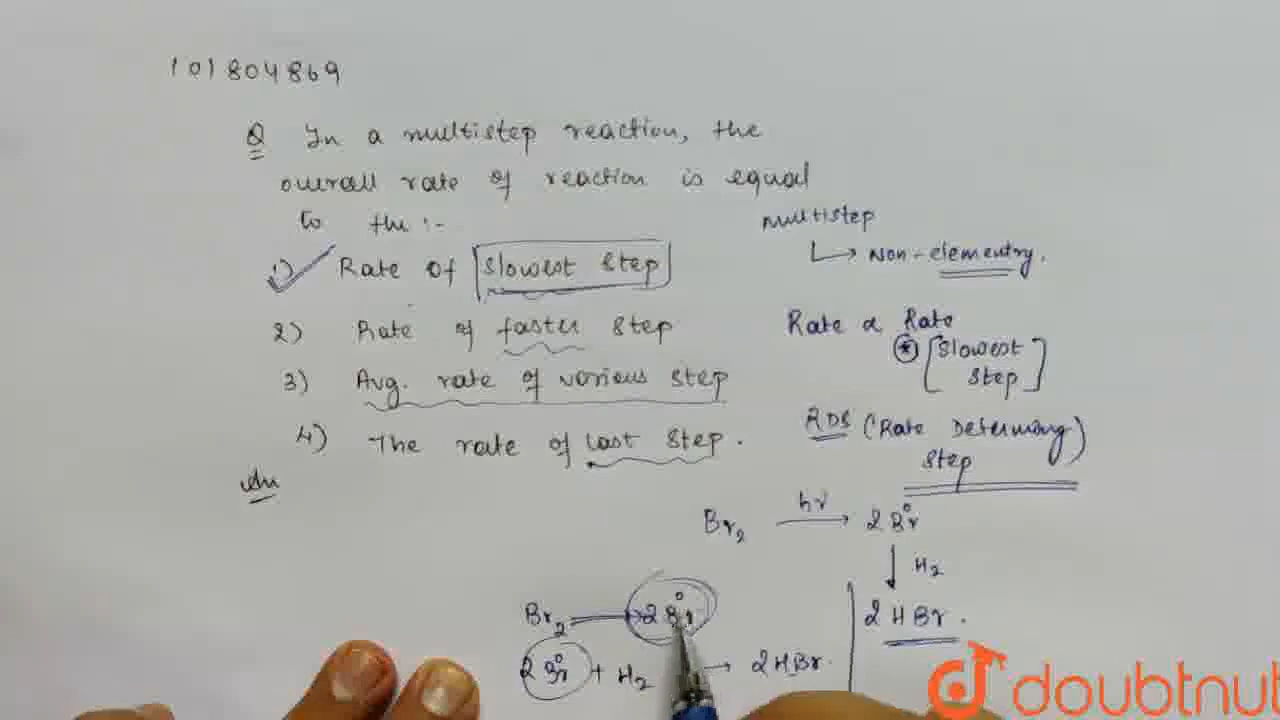 101804869
Q In a multistep reaction, the
overall rate of reaction is equal
to the :-
1) Rate of slowest step
2) Rate of faster step
3) Avg. rate of various step
4) The rate of last step.
Ans
multistep
↳ Non-elementry.
Rate α Rate
* [slowest
step]
RDS (Rate Determing)
step
Br₂ —hν→ 2Br°
↓ H₂
2HBr.
Br₂ → 2Br°
2Br° + H₂ → 2HBr.
doubtnut